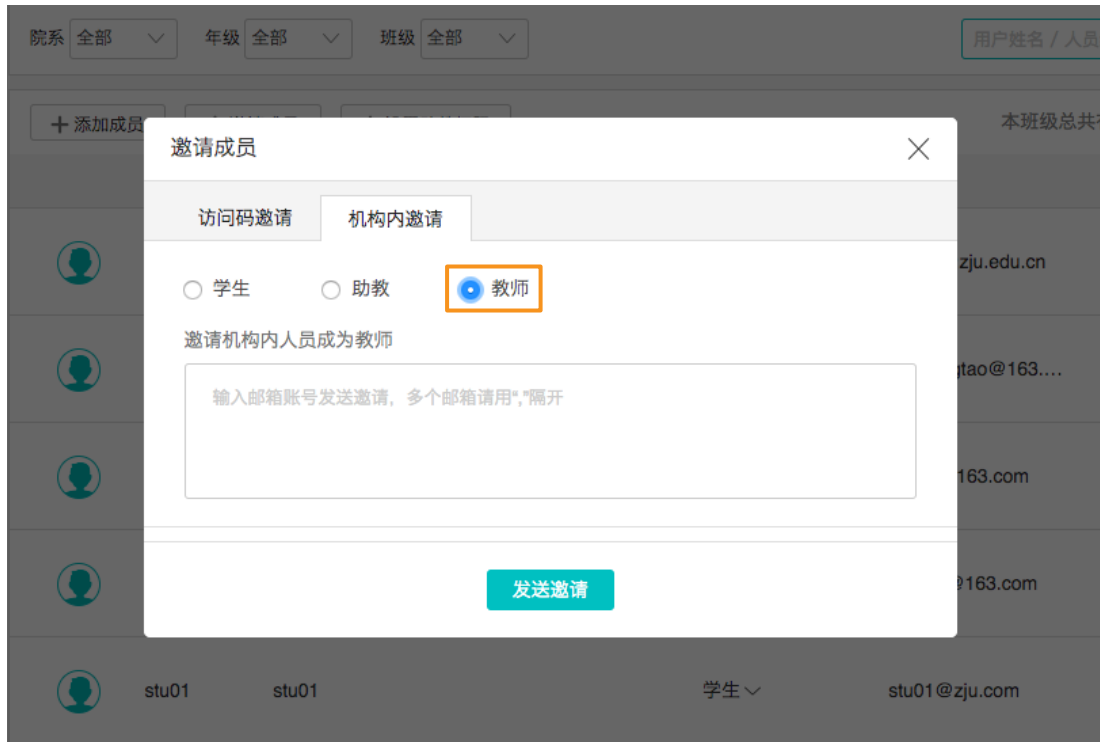 院系 全部 年级 全部 班级 全部 用户姓名 / 人员
添加成员 本班级总共
邀请成员
访问码邀请 机构内邀请
zju.edu.cn
学生 助教 教师
邀请机构内人员成为教师
tao@163....
输入邮箱账号发送邀请，多个邮箱请用“,”隔开
163.com
发送邀请
@163.com
stu01 stu01 学生 stu01@zju.com